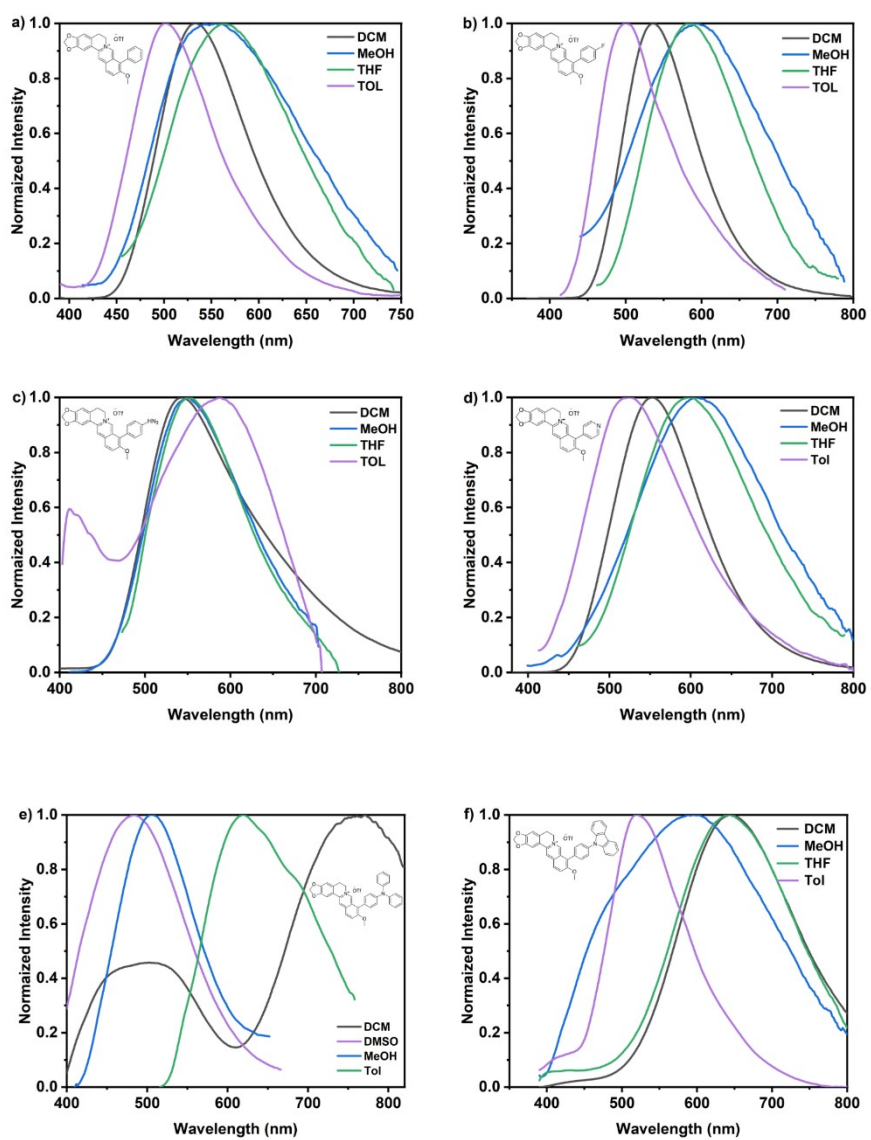 a)
DCM
MeOH
THF
TOL
O
O
N+
-OTf
O
Normaized Intensity
1.0
0.8
0.6
0.4
0.2
0.0
400 450 500 550 600 650 700 750
Wavelength (nm)
b)
DCM
MeOH
THF
TOL
O
O
N+
-OTf
F
O
Normaized Intensity
1.0
0.8
0.6
0.4
0.2
0.0
400 500 600 700 800
Wavelength (nm)
c)
DCM
MeOH
THF
TOL
O
O
N+
-OTf
HN2
O
Normaized Intensity
1.0
0.8
0.6
0.4
0.2
0.0
400 500 600 700 800
Wavelength (nm)
d)
DCM
MeOH
THF
Tol
O
O
N+
-OTf
N
O
Normaized Intensity
1.0
0.8
0.6
0.4
0.2
0.0
400 500 600 700 800
Wavelength (nm)
e)
O
O
N+
-OTf
N
O
DCM
DMSO
MeOH
Tol
Normaized Intensity
1.0
0.8
0.6
0.4
0.2
0.0
400 500 600 700 800
Wavelength (nm)
f)
DCM
MeOH
THF
Tol
O
O
N+
-OTf
N
O
Normaized Intensity
1.0
0.8
0.6
0.4
0.2
0.0
400 500 600 700 800
Wavelength (nm)